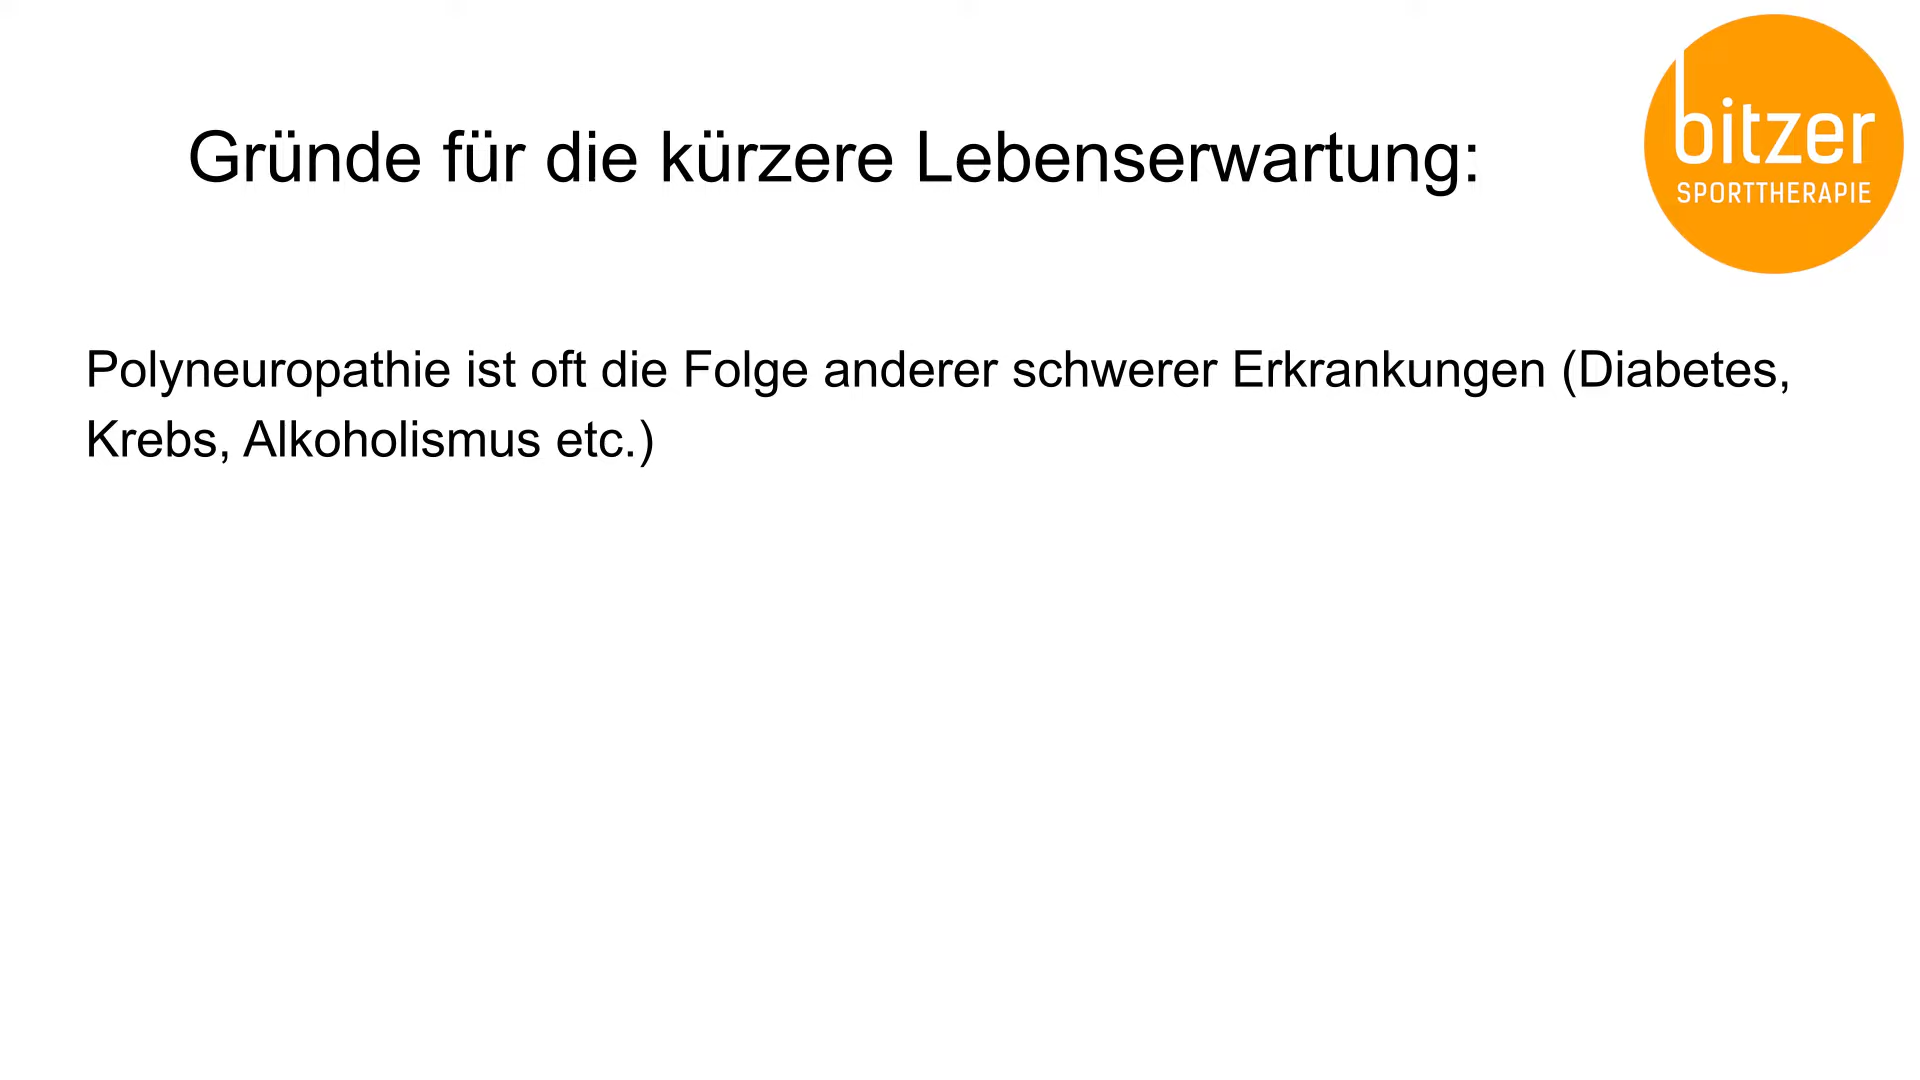 bitzer
SPORTTHERAPIE
Gründe für die kürzere Lebenserwartung:
Polyneuropathie ist oft die Folge anderer schwerer Erkrankungen (Diabetes,
Krebs, Alkoholismus etc.)